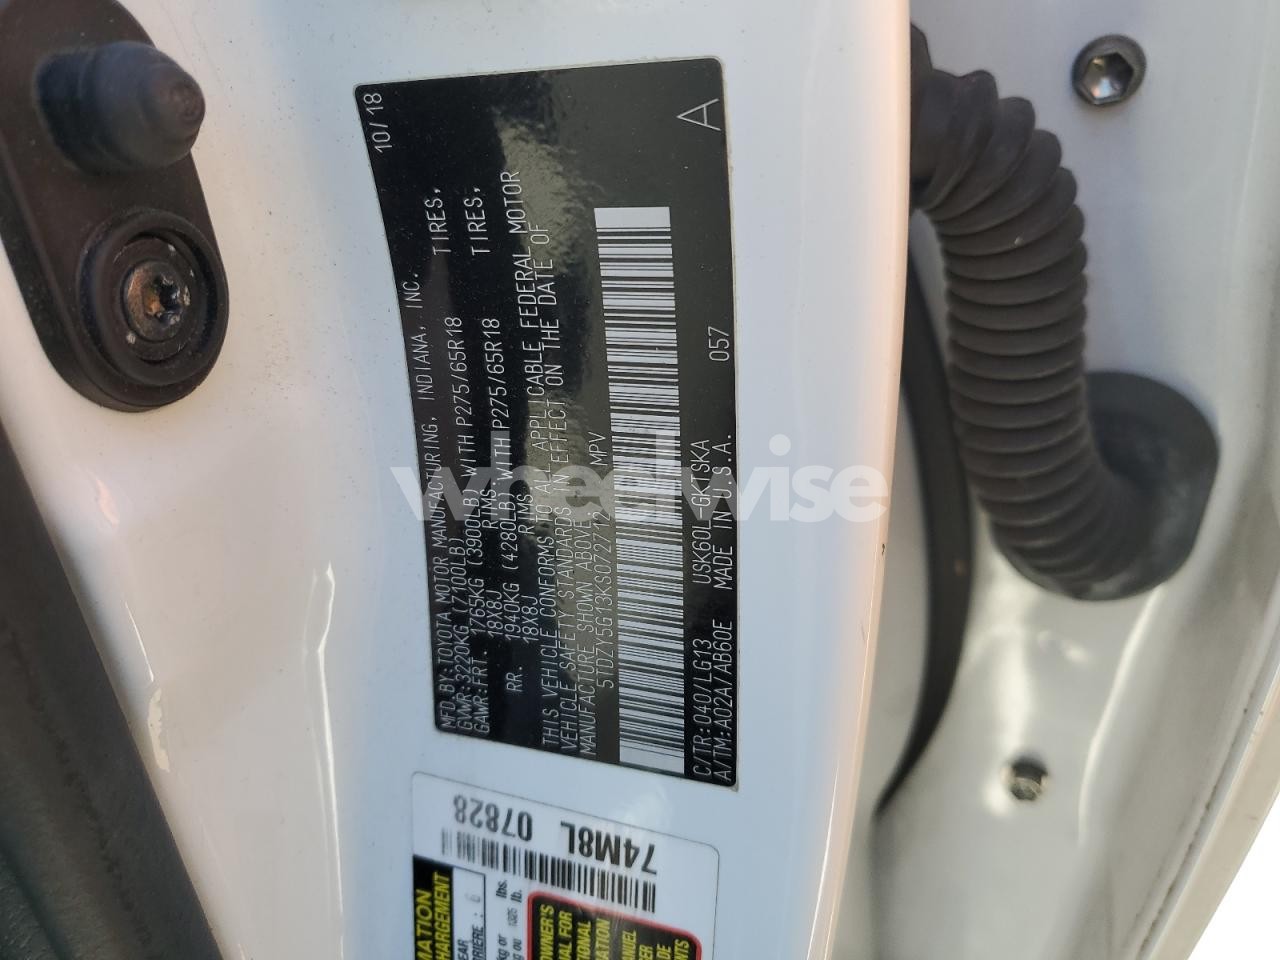 10/18
MFD.BY:TOYOTA MOTOR MANUFACTURING, INDIANA, INC.
GVWR:3220KG(7100LB)
GAWR:FRT. 1765KG(3900LB) WITH P275/65R18 TIRES,
18X8J RIMS
RR. 1940KG (4280LB) WITH P275/65R18 TIRES,
18X8J RIMS
THIS VEHICLE CONFORMS TO ALL APPLICABLE FEDERAL MOTOR
VEHICLE SAFETY STANDARDS IN EFFECT ON THE DATE OF
MANUFACTURE SHOWN ABOVE.
5TDZY5G13KS072712 MPV
A
C/TR:040/LG13 USK60L-GKTSKA 057
A/TM:A02A/AB60E MADE IN U.S.A.
wheelwise
07828
74M8L